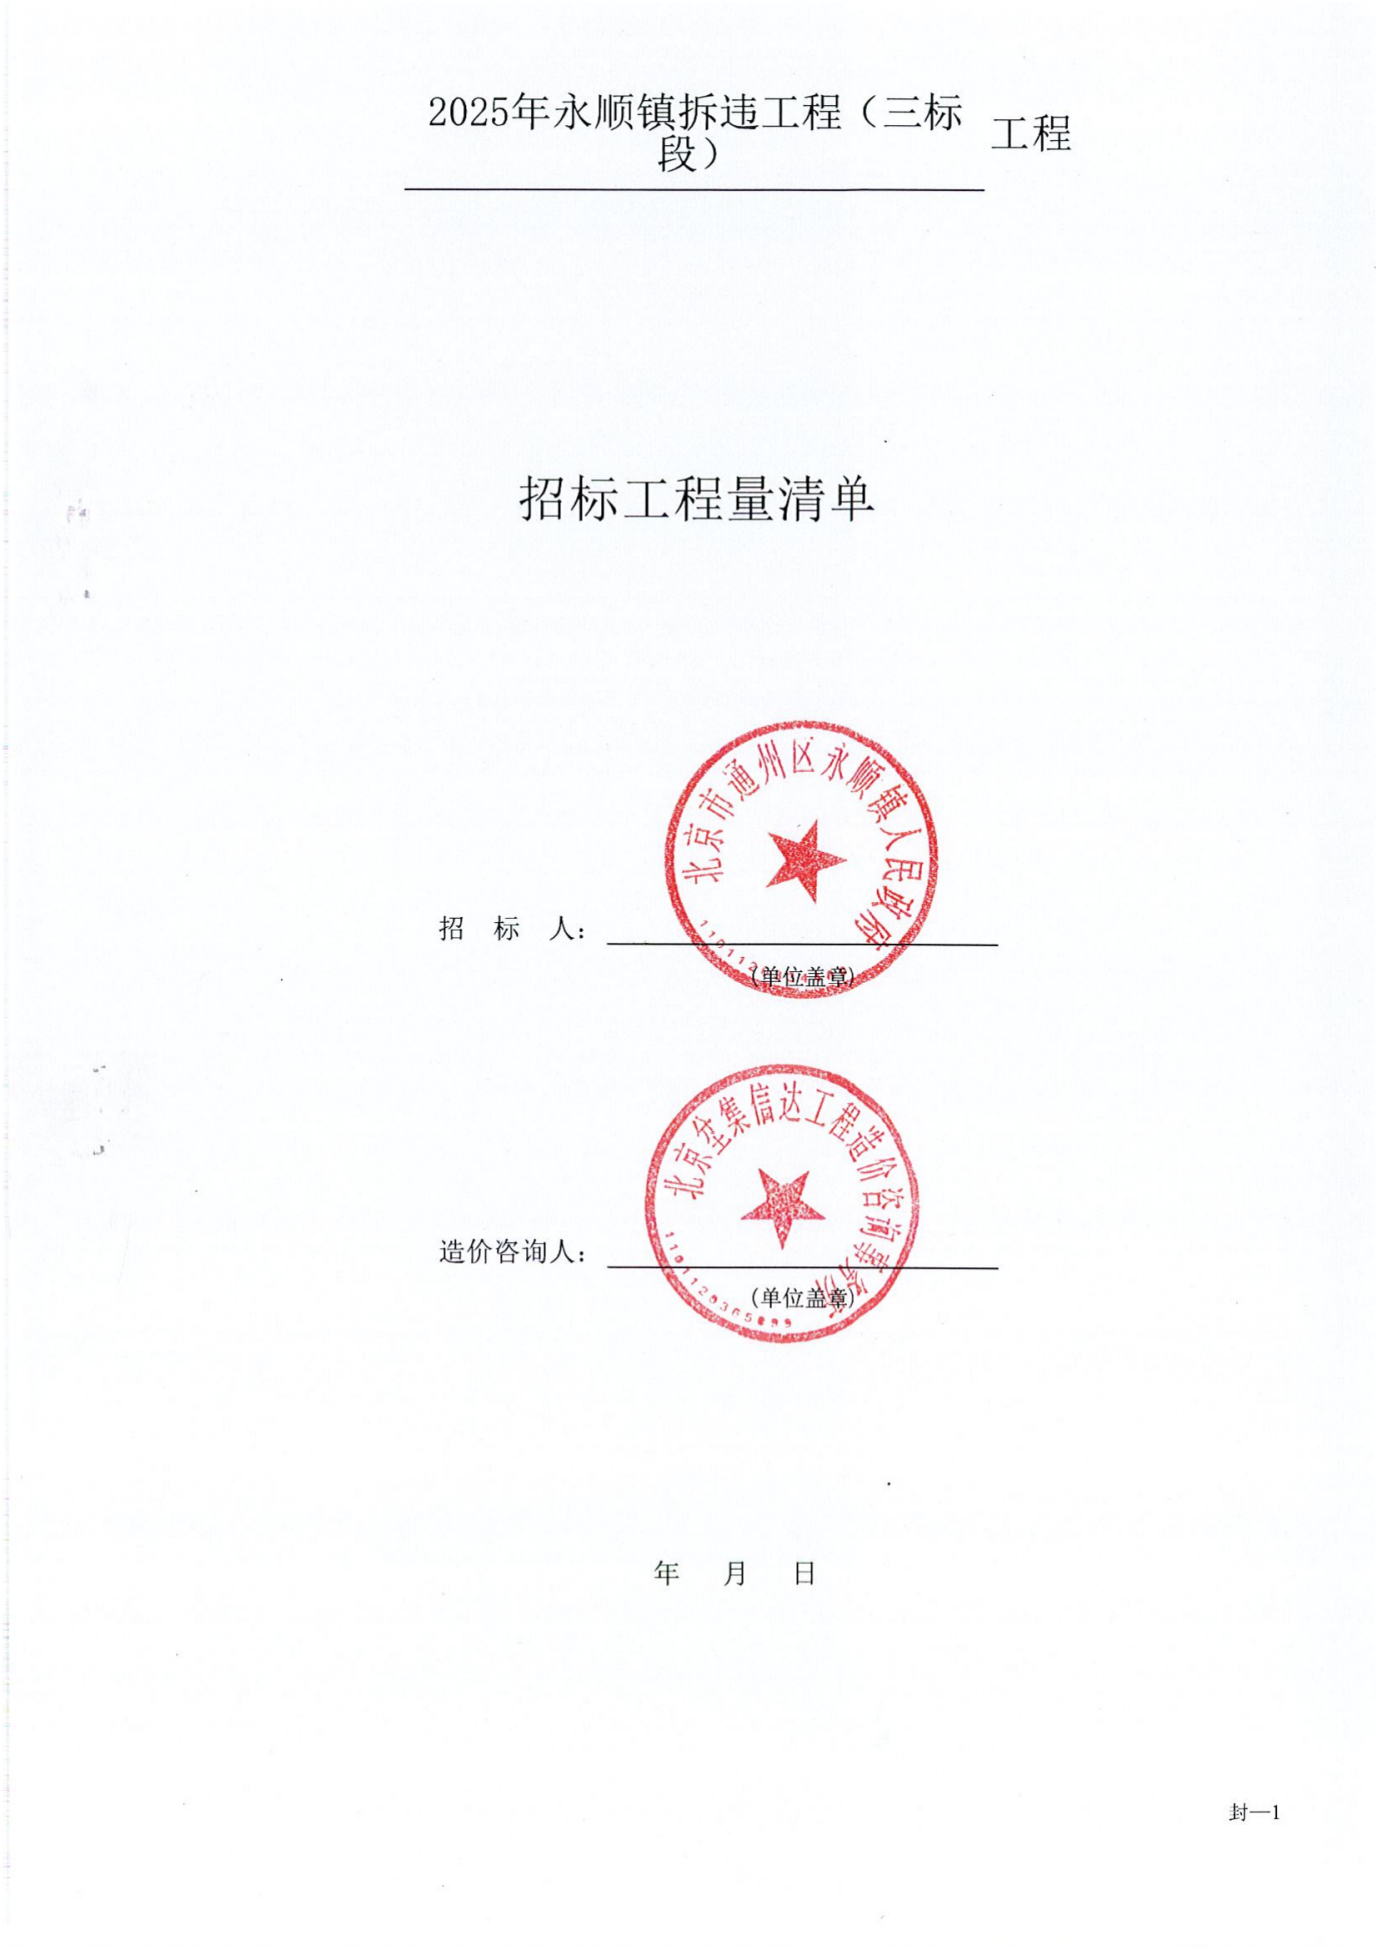 2025年永顺镇拆违工程（三标
段） 工程
招标工程量清单
北京市通州区永顺镇人民政府
招 标 人：
(单位盖章)
北京垒集信达工程造价咨询事务所
造价咨询人：
(单位盖章)
年 月 日
封—1